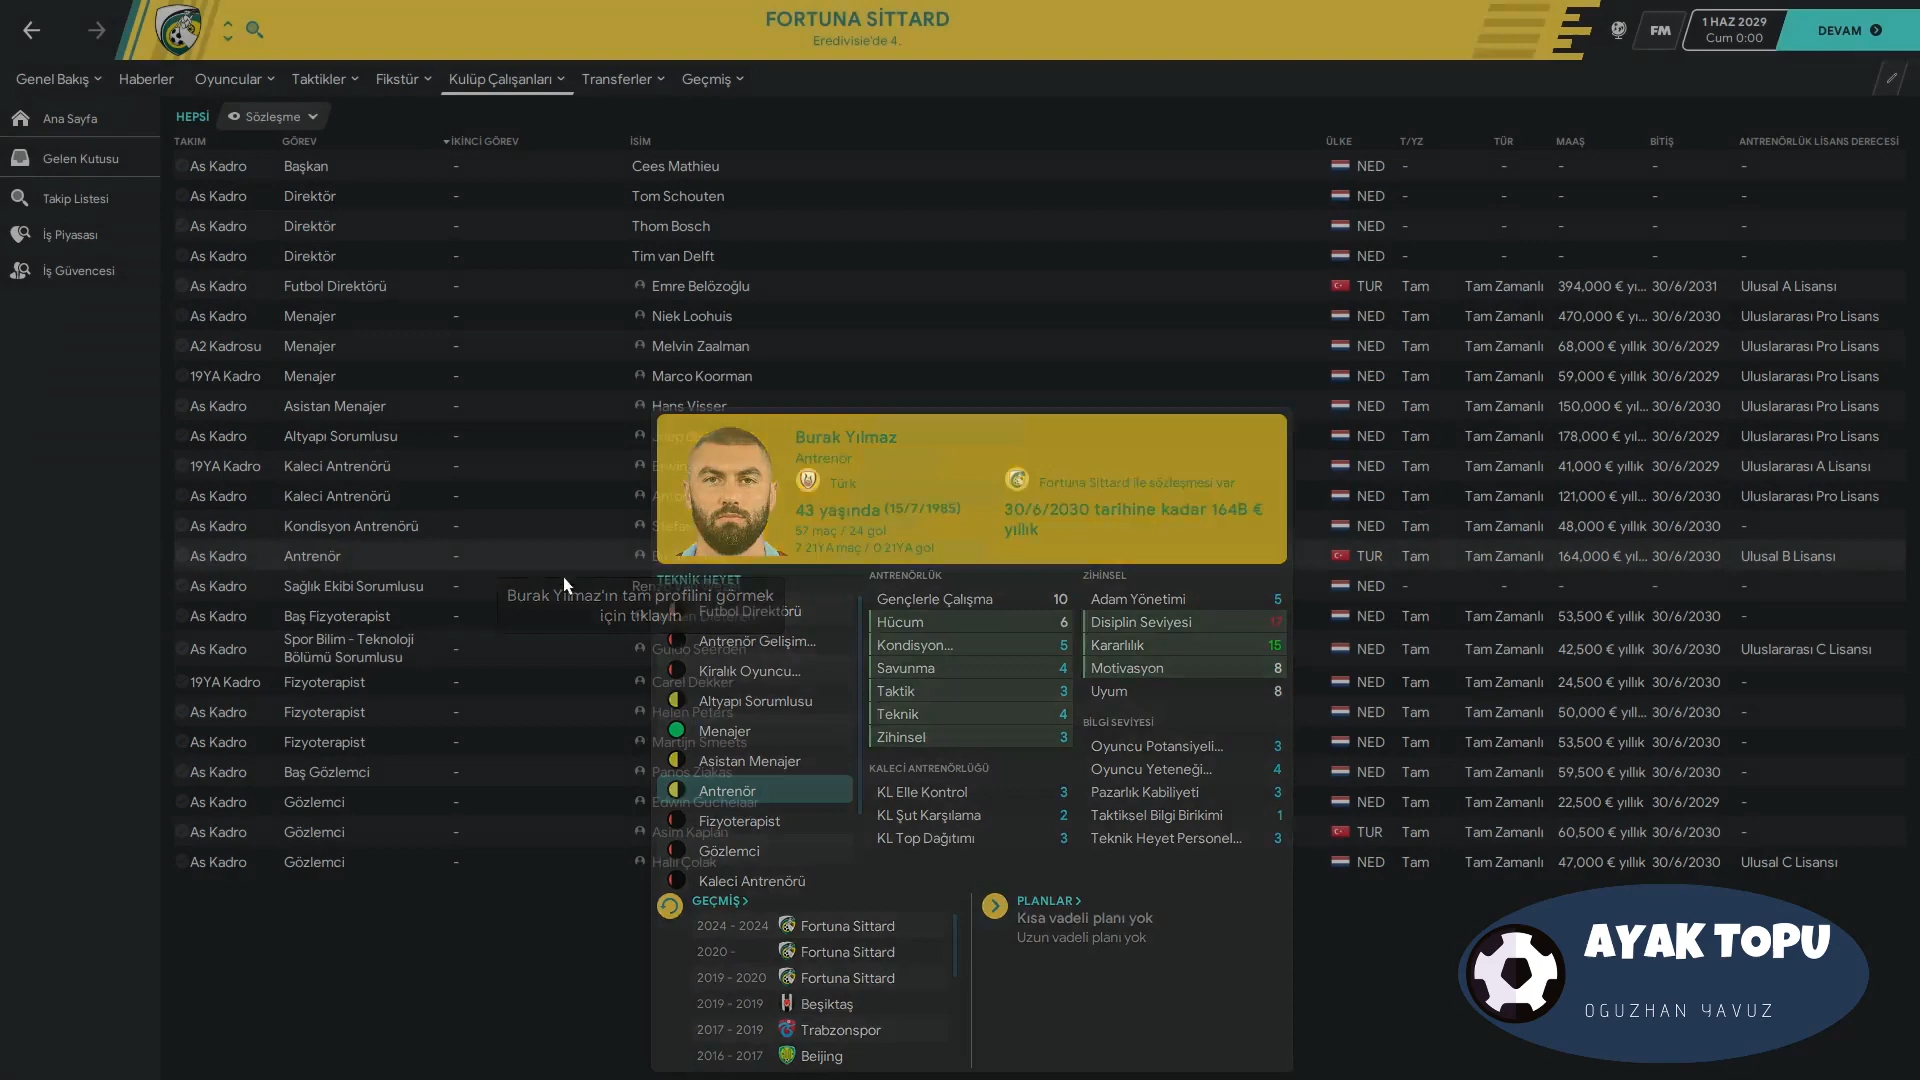 FORTUNA SİTTARD
Eredivisie'de 4.
FM
1 HAZ 2029
Cum 0:00
DEVAM
Genel Bakış
Haberler
Oyuncular
Taktikler
Fikstür
Kulüp Çalışanları
Transferler
Geçmiş
Ana Sayfa
Gelen Kutusu
Takip Listesi
İş Piyasası
İş Güvencesi
HEPSİ
Sözleşme
TAKIM GÖREV İKİNCİ GÖREV İSİM ÜLKE T/YZ TÜR MAAŞ BİTİŞ ANTRENÖRLÜK LİSANS DERECESİ
As Kadro Başkan - Cees Mathieu NED - - - - -
As Kadro Direktör - Tom Schouten NED - - - - -
As Kadro Direktör - Thom Bosch NED - - - - -
As Kadro Direktör - Tim van Delft NED - - - - -
As Kadro Futbol Direktörü - Emre Belözoğlu TUR Tam Tam Zamanlı 394,000 € yı... 30/6/2031 Ulusal A Lisansı
As Kadro Menajer - Niek Loohuis NED Tam Tam Zamanlı 470,000 € yı... 30/6/2030 Uluslararası Pro Lisans
A2 Kadrosu Menajer - Melvin Zaalman NED Tam Tam Zamanlı 68,000 € yıllık 30/6/2029 Uluslararası Pro Lisans
19YA Kadro Menajer - Marco Koorman NED Tam Tam Zamanlı 59,000 € yıllık 30/6/2029 Uluslararası Pro Lisans
As Kadro Asistan Menajer - Hans Visser NED Tam Tam Zamanlı 150,000 € yıl... 30/6/2030 Uluslararası Pro Lisans
As Kadro Altyapı Sorumlusu - NED Tam Tam Zamanlı 178,000 € yıl... 30/6/2029 Uluslararası Pro Lisans
19YA Kadro Kaleci Antrenörü - NED Tam Tam Zamanlı 41,000 € yıllık 30/6/2029 Uluslararası A Lisansı
As Kadro Kaleci Antrenörü - NED Tam Tam Zamanlı 121,000 € yıl... 30/6/2030 Uluslararası Pro Lisans
As Kadro Kondisyon Antrenörü - NED Tam Tam Zamanlı 48,000 € yıllık 30/6/2030 -
As Kadro Antrenör - TUR Tam Tam Zamanlı 164,000 € yıl... 30/6/2030 Ulusal B Lisansı
As Kadro Sağlık Ekibi Sorumlusu - NED - - - - -
As Kadro Baş Fizyoterapist - NED Tam Tam Zamanlı 53,500 € yıll... 30/6/2030 -
As Kadro Spor Bilim - Teknoloji
Bölümü Sorumlusu - Guido Seerden NED Tam Tam Zamanlı 42,500 € yıllık 30/6/2030 Uluslararası C Lisansı
19YA Kadro Fizyoterapist - Carel Dekker NED Tam Tam Zamanlı 24,500 € yıllık 30/6/2030 -
As Kadro Fizyoterapist - Helen Peters NED Tam Tam Zamanlı 50,000 € yıll... 30/6/2030 -
As Kadro Fizyoterapist - Martijn Smeets NED Tam Tam Zamanlı 53,500 € yıll... 30/6/2030 -
As Kadro Baş Gözlemci - Panos Ziakas NED Tam Tam Zamanlı 59,500 € yıll... 30/6/2030 -
As Kadro Gözlemci - Edwin Guchelaar NED Tam Tam Zamanlı 22,500 € yıllık 30/6/2029 -
As Kadro Gözlemci - Asim Kaplan TUR Tam Tam Zamanlı 60,500 € yıll... 30/6/2030 -
As Kadro Gözlemci - Halil Çolak NED Tam Tam Zamanlı 47,000 € yıllık 30/6/2030 Ulusal C Lisansı
Burak Yılmaz
Antrenör
Türk
43 yaşında (15/7/1985)
57 maç / 24 gol
7 21YA maç / 0 21YA gol
Fortuna Sittard ile sözleşmesi var
30/6/2030 tarihine kadar 164B €
yıllık
Burak Yılmaz'ın tam profilini görmek
için tıklayın
TEKNİK HEYET
Futbol Direktörü
Antrenör Gelişim...
Kiralık Oyuncu...
Altyapı Sorumlusu
Menajer
Asistan Menajer
Antrenör
Fizyoterapist
Gözlemci
Kaleci Antrenörü
ANTRENÖRLÜK
Gençlerle Çalışma 10
Hücum 6
Kondisyon... 5
Savunma 4
Taktik 3
Teknik 4
Zihinsel 3
KALECİ ANTRENÖRLÜĞÜ
KL Elle Kontrol 3
KL Şut Karşılama 2
KL Top Dağıtımı 3
ZİHİNSEL
Adam Yönetimi 5
Disiplin Seviyesi 17
Kararlılık 15
Motivasyon 8
Uyum 8
BİLGİ SEVİYESİ
Oyuncu Potansiyeli... 3
Oyuncu Yeteneği... 4
Pazarlık Kabiliyeti 3
Taktiksel Bilgi Birikimi 1
Teknik Heyet Personel... 3
GEÇMİŞ>
2024 - 2024 Fortuna Sittard
2020 - Fortuna Sittard
2019 - 2020 Fortuna Sittard
2019 - 2019 Beşiktaş
2017 - 2019 Trabzonspor
2016 - 2017 Beijing
PLANLAR>
Kısa vadeli planı yok
Uzun vadeli planı yok
AYAK TOPU
OGUZHAN YAVUZ